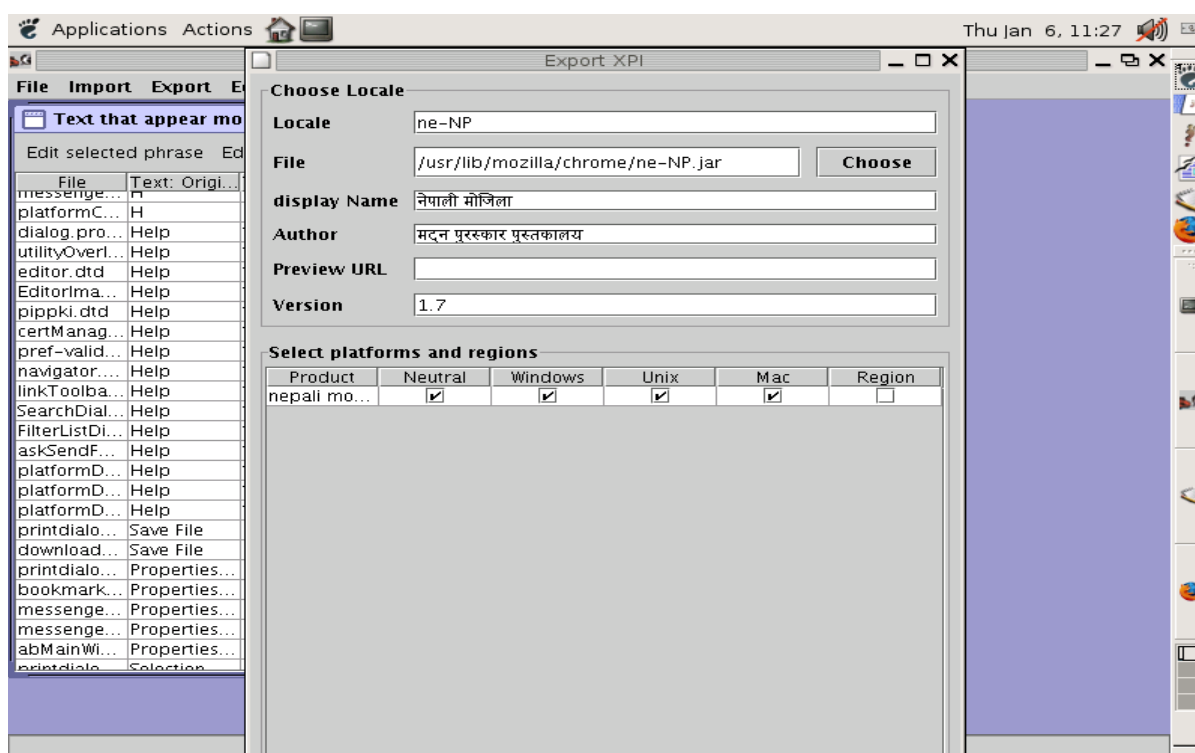 Applications Actions Thu Jan 6, 11:27
Export XPI
File Import Export
Text that appear mo
Edit selected phrase Ed
File Text: Origi...
messenge... H
platformC... H
dialog.pro... Help
utilityOverl... Help
editor.dtd Help
EditorIma... Help
pippki.dtd Help
certManag... Help
pref-valid... Help
navigator.... Help
linkToolba... Help
SearchDial... Help
FilterListDi... Help
askSendF... Help
platformD... Help
platformD... Help
platformD... Help
printdialo... Save File
download... Save File
printdialo... Properties...
bookmark... Properties...
messenge... Properties...
messenge... Properties...
abMainWi... Properties...
printdialo... Selection
Choose Locale
Locale ne-NP
File /usr/lib/mozilla/chrome/ne-NP.jar Choose
display Name नेपाली मोजिला
Author मदन पुरस्कार पुस्तकालय
Preview URL
Version 1.7
Select platforms and regions
Product Neutral Windows Unix Mac Region
nepali mo...